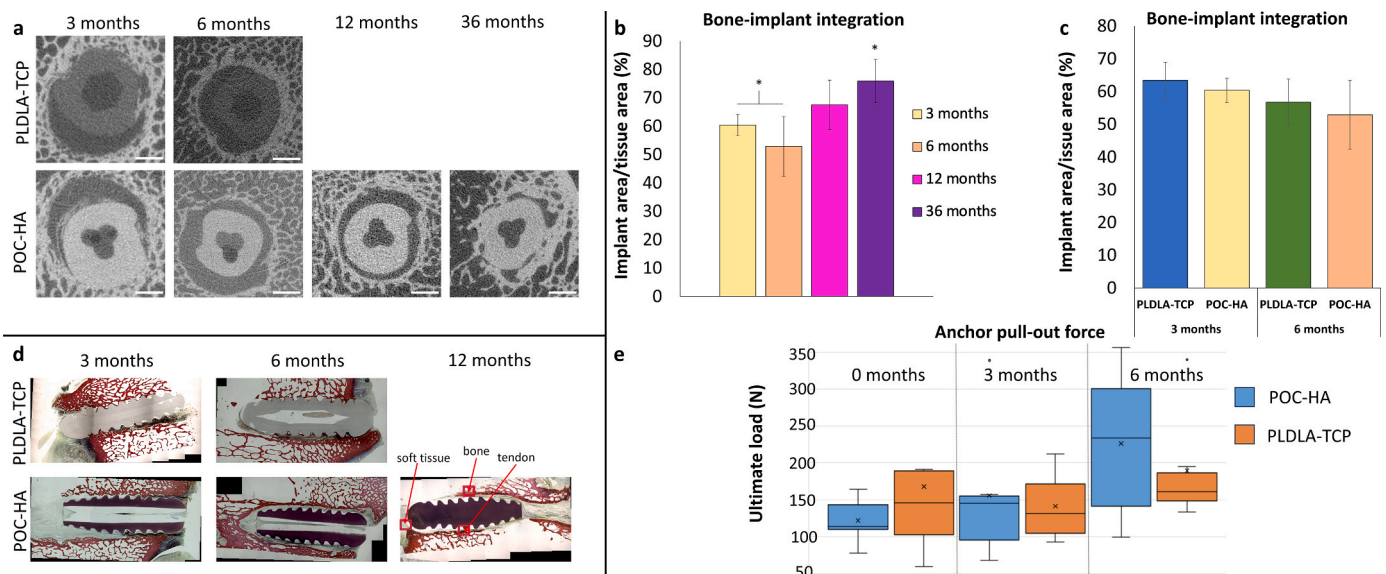 a
3 months
6 months
12 months
36 months
PLDLA-TCP
POC-HA
b
Bone-implant integration
Implant area/tissue area (%)
90
80
70
60
50
40
30
20
10
0
*
*
3 months
6 months
12 months
36 months
c
Bone-implant integration
Implant area/issue area (%)
80
70
60
50
40
30
20
10
0
PLDLA-TCP
POC-HA
PLDLA-TCP
POC-HA
3 months
6 months
d
3 months
6 months
12 months
PLDLA-TCP
POC-HA
soft tissue
bone
tendon
e
Anchor pull-out force
Ultimate load (N)
350
300
250
200
150
100
50
0 months
3 months
6 months
POC-HA
PLDLA-TCP